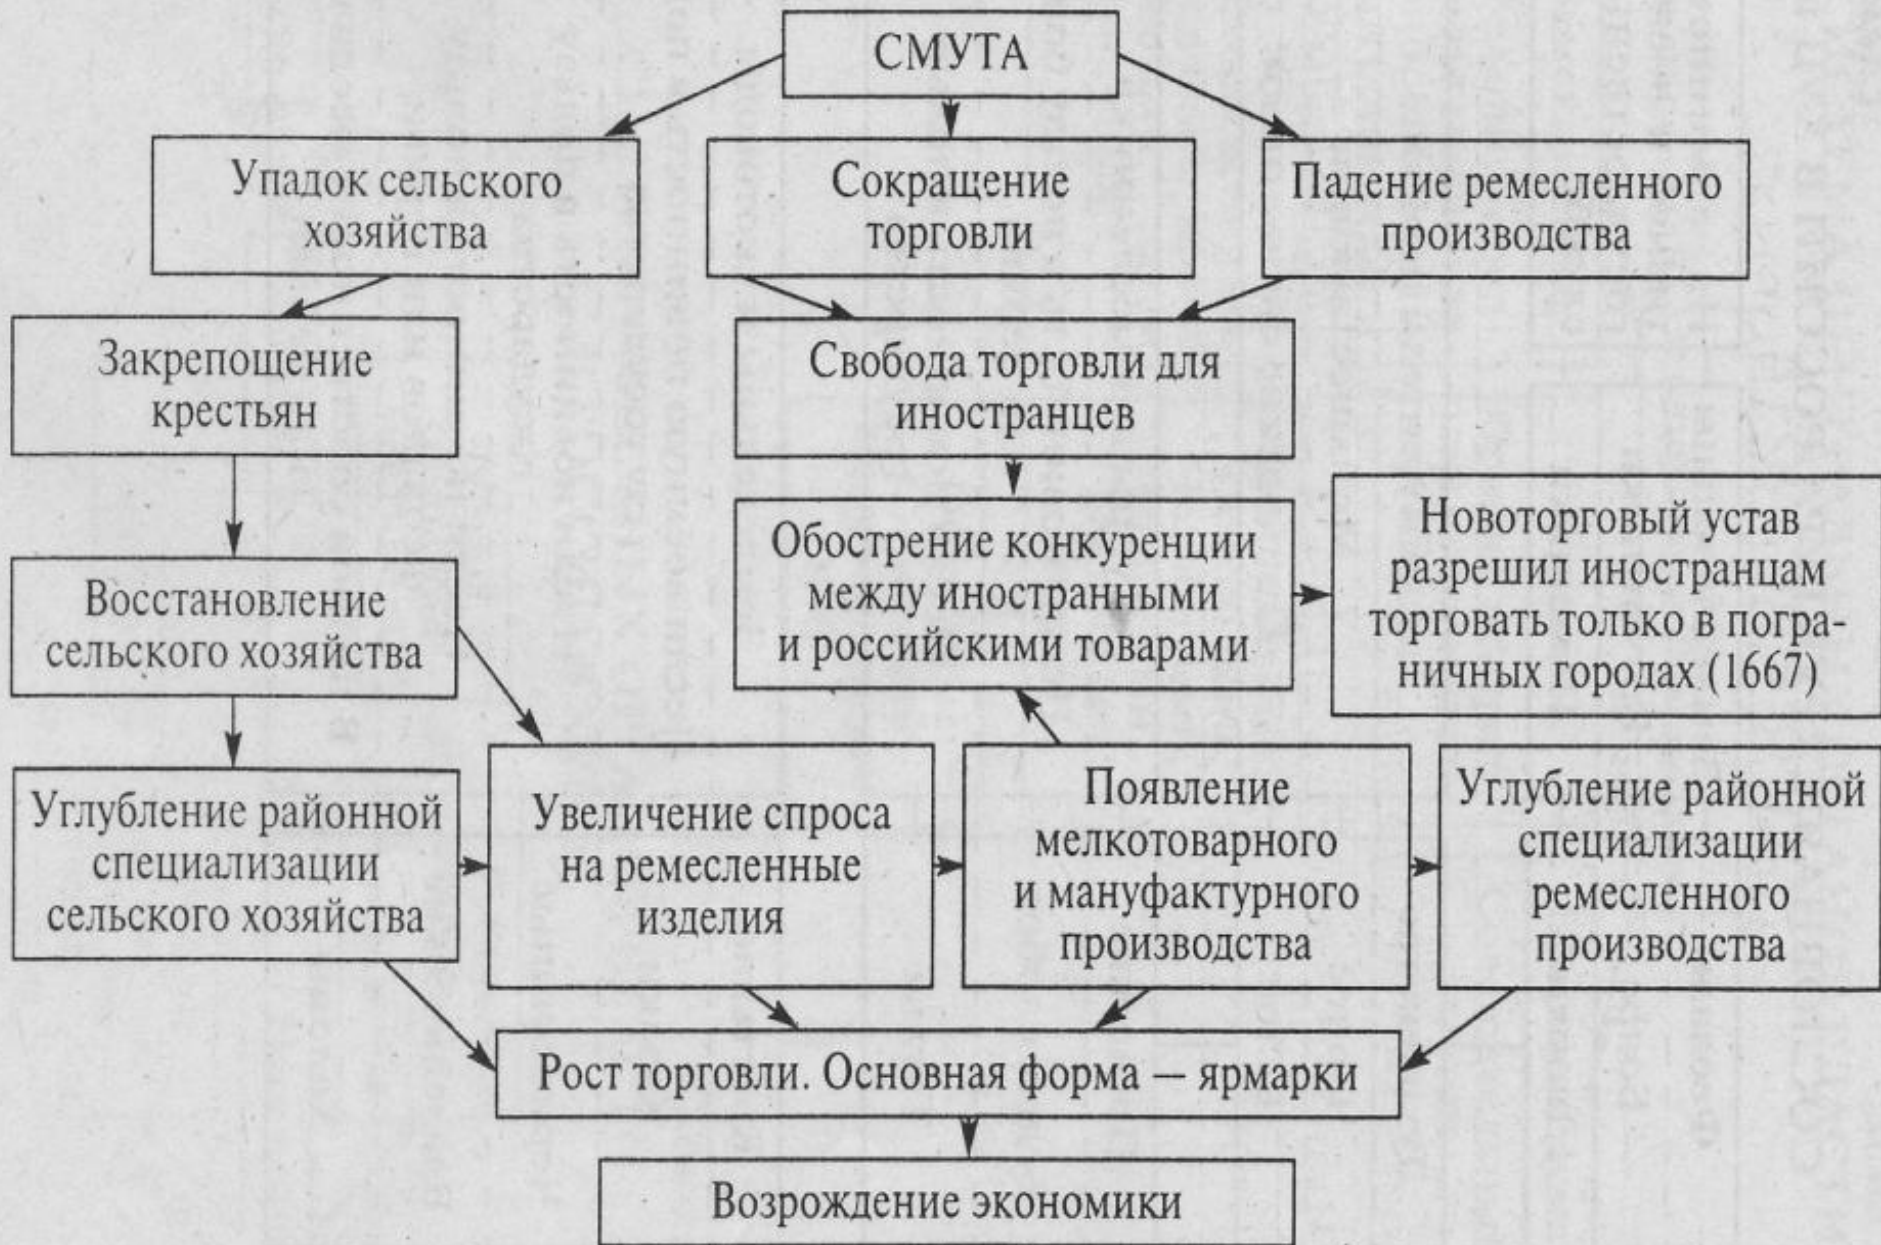 СМУТА
Упадок сельского
хозяйства
Сокращение
торговли
Падение ремесленного
производства
Закрепощение
крестьян
Свобода торговли для
иностранцев
Обострение конкуренции
между иностранными
и российскими товарами
Новоторговый устав
разрешил иностранцам
торговать только в погра-
ничных городах (1667)
Восстановление
сельского хозяйства
Углубление районной
специализации
сельского хозяйства
Увеличение спроса
на ремесленные
изделия
Появление
мелкотоварного
и мануфактурного
производства
Углубление районной
специализации
ремесленного
производства
Рост торговли. Основная форма — ярмарки
Возрождение экономики